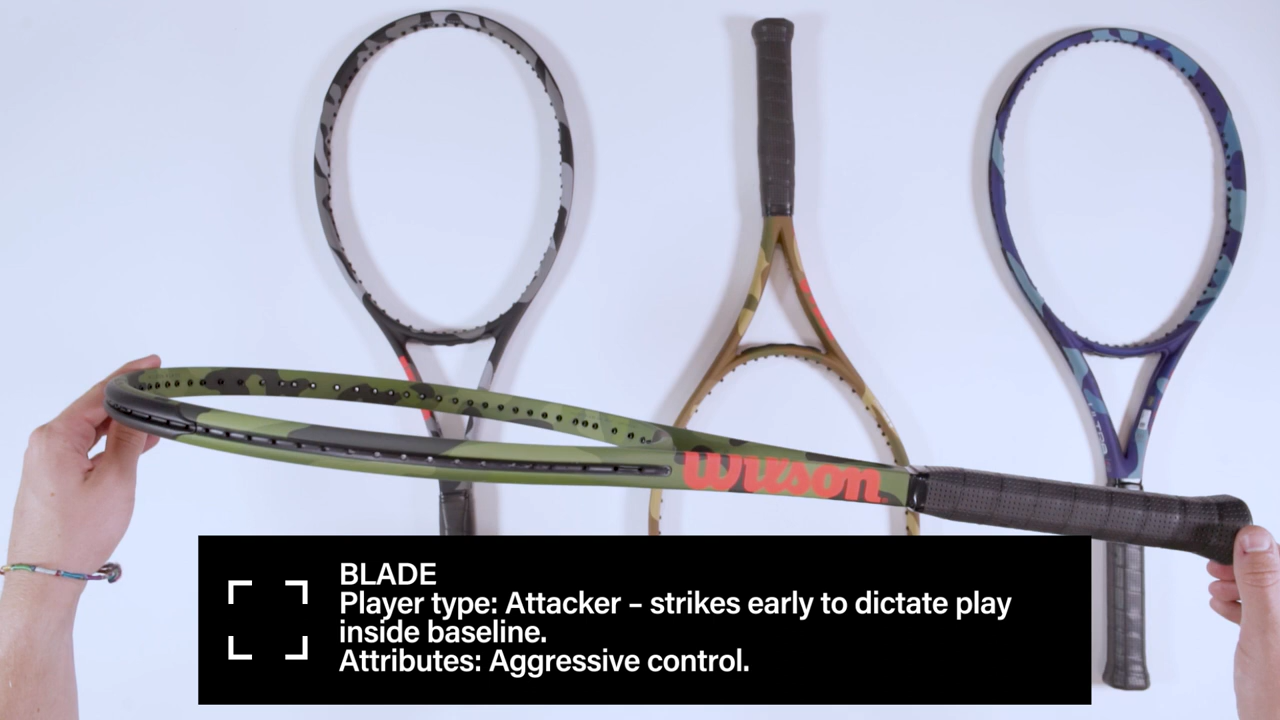 Wilson
BLADE
Player type: Attacker – strikes early to dictate play
inside baseline.
Attributes: Aggressive control.